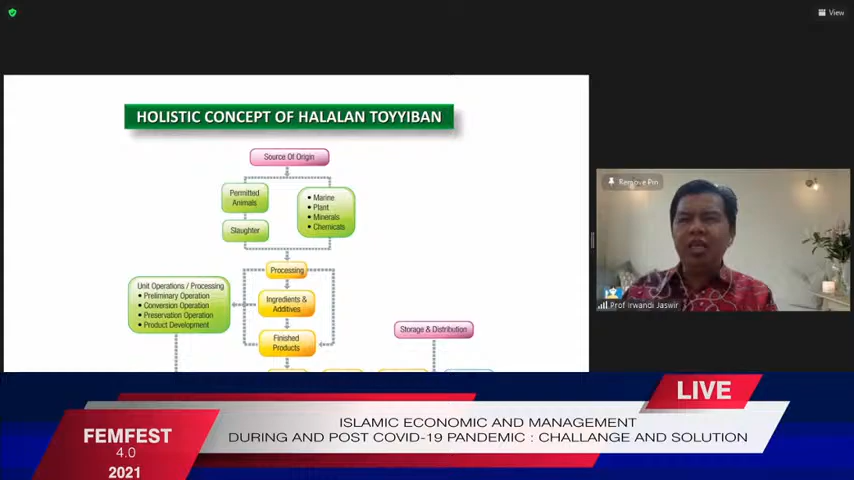 View
HOLISTIC CONCEPT OF HALALAN TOYYIBAN
Source Of Origin
Permitted
Animals
• Marine
• Plant
• Minerals
• Chemicals
Slaughter
Processing
Unit Operations / Processing
• Preliminary Operation
• Conversion Operation
• Preservation Operation
• Product Development
Ingredients &
Additives
Finished
Products
Storage & Distribution
Remove Pin
Prof Irwandi Jaswir
LIVE
FEMFEST
4.0
2021
ISLAMIC ECONOMIC AND MANAGEMENT
DURING AND POST COVID-19 PANDEMIC : CHALLANGE AND SOLUTION